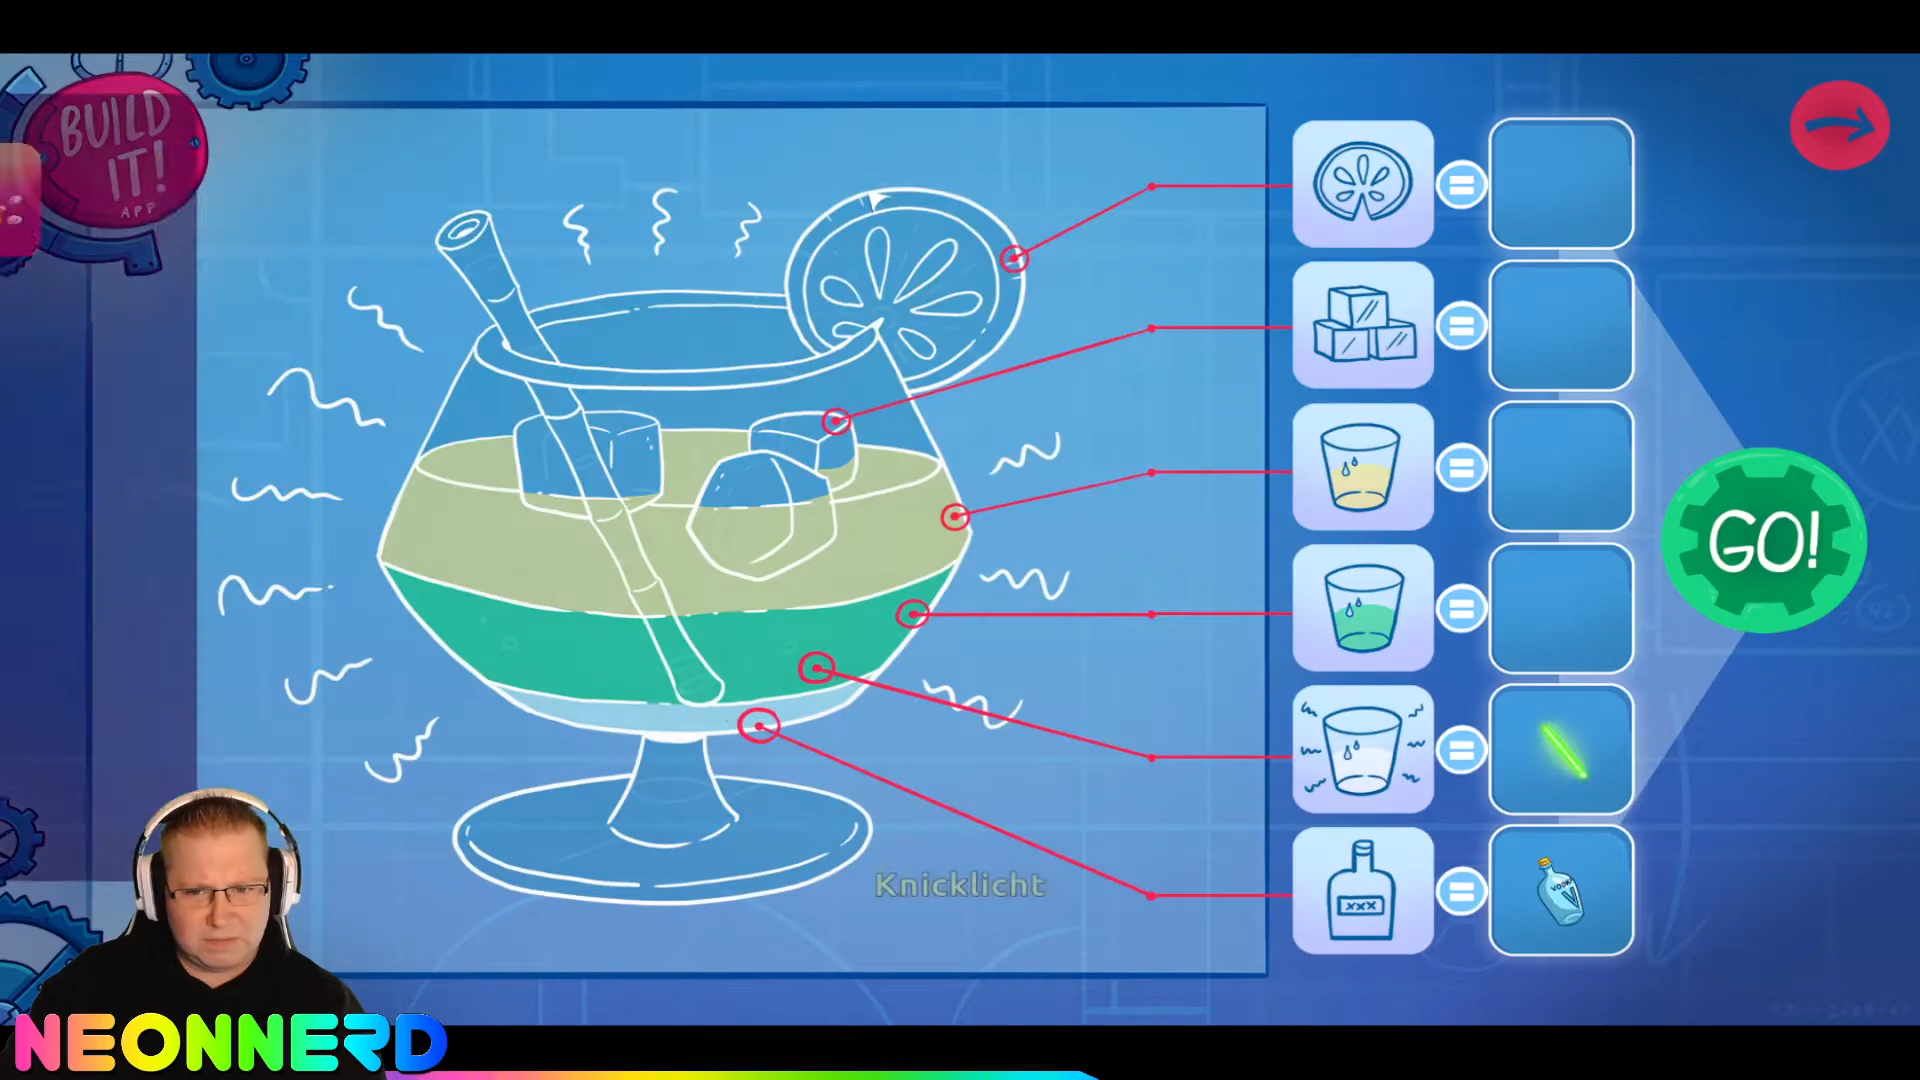 BUILD
IT!
APP
GO!
XXX
VODKA
V
Knicklicht
NEONNERD